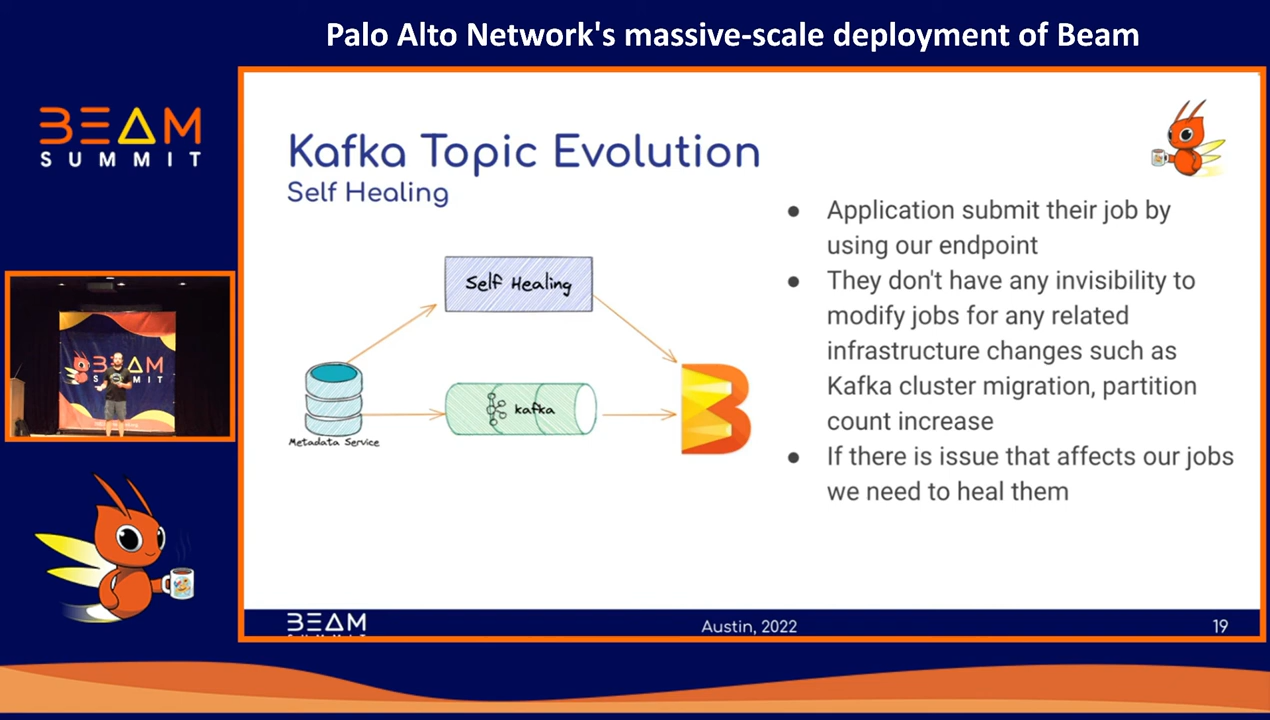 Palo Alto Network's massive-scale deployment of Beam
BEAM
SUMMIT
Kafka Topic Evolution
Self Healing
Self Healing
Metadata Service
kafka
● Application submit their job by
using our endpoint
● They don't have any invisibility to
modify jobs for any related
infrastructure changes such as
Kafka cluster migration, partition
count increase
● If there is issue that affects our jobs
we need to heal them
BEAM
SUMMIT
BEAM
SUMMIT
Austin, 2022
19